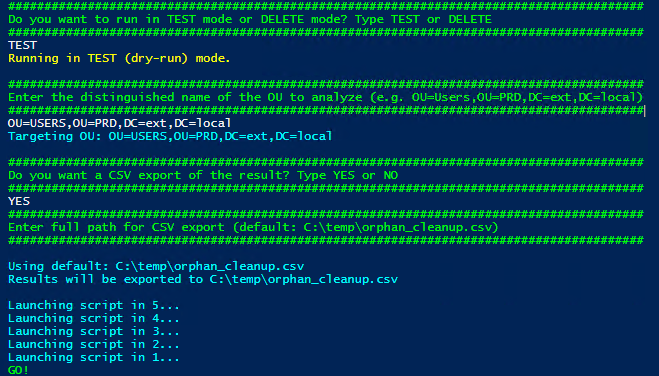 ################################################################################
Do you want to run in TEST mode or DELETE mode? Type TEST or DELETE
################################################################################
TEST
Running in TEST (dry-run) mode.
################################################################################
Enter the distinguished name of the OU to analyze (e.g. OU=Users,OU=PRD,DC=ext,DC=local)
################################################################################
OU=USERS,OU=PRD,DC=ext,DC=local
Targeting OU: OU=USERS,OU=PRD,DC=ext,DC=local
################################################################################
Do you want a CSV export of the result? Type YES or NO
################################################################################
YES
################################################################################
Enter full path for CSV export (default: C:\temp\orphan_cleanup.csv)
################################################################################
Using default: C:\temp\orphan_cleanup.csv
Results will be exported to C:\temp\orphan_cleanup.csv
Launching script in 5...
Launching script in 4...
Launching script in 3...
Launching script in 2...
Launching script in 1...
GO!